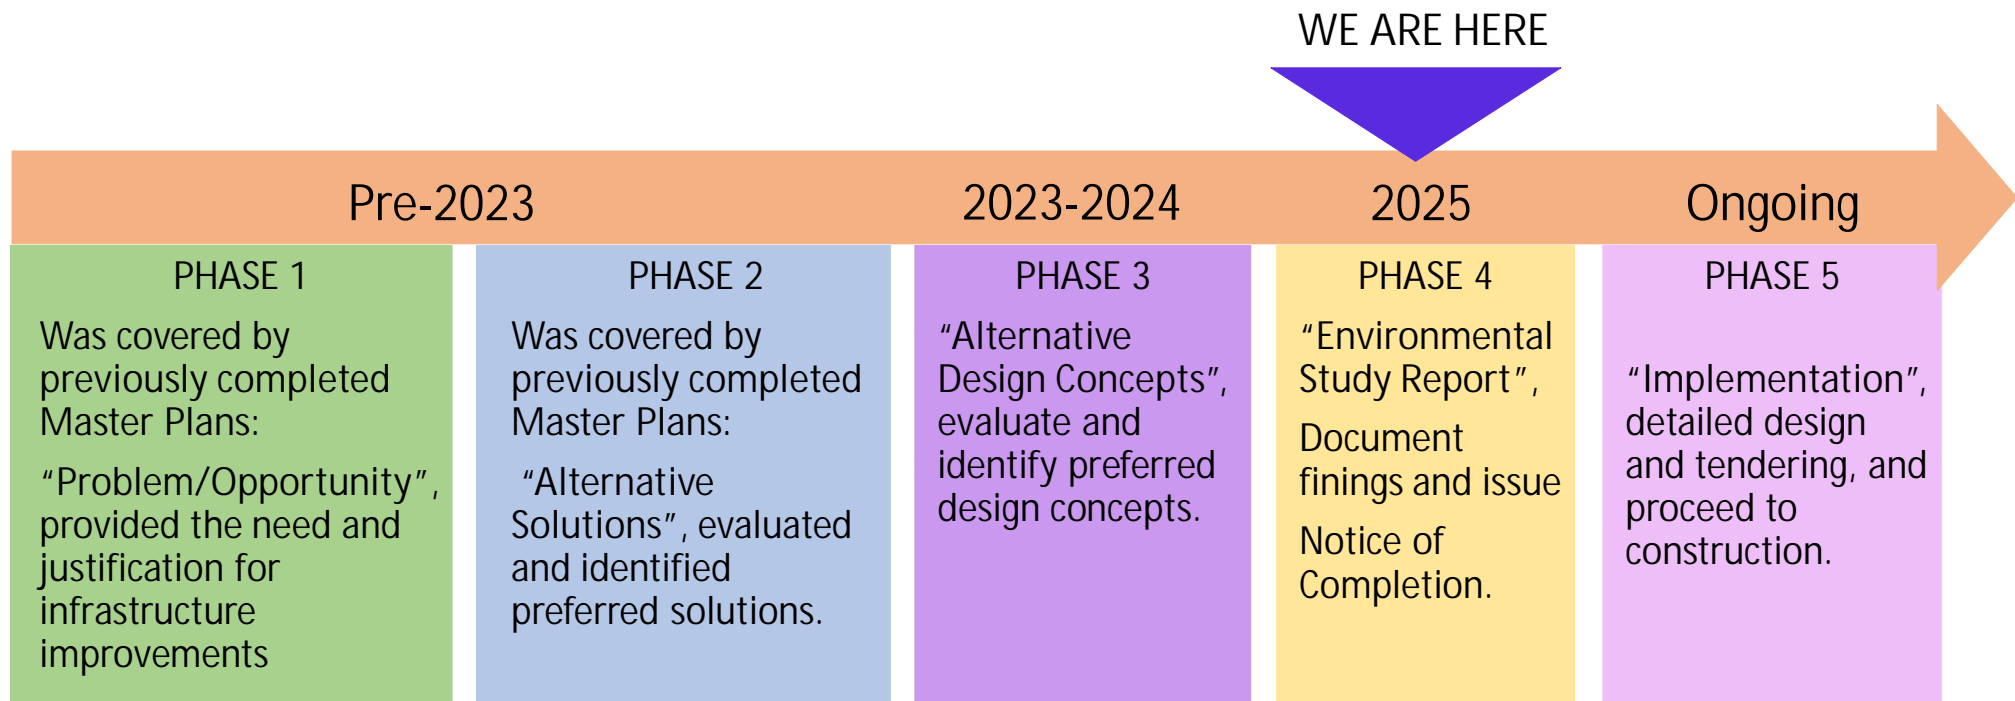 WE ARE HERE
Pre-2023
2023-2024
2025
Ongoing
PHASE 1
Was covered by
previously completed
Master Plans:
“Problem/Opportunity”,
provided the need and
justification for
infrastructure
improvements
PHASE 2
Was covered by
previously completed
Master Plans:
“Alternative
Solutions”, evaluated
and identified
preferred solutions.
PHASE 3
“Alternative
Design Concepts”,
evaluate and
identify preferred
design concepts.
PHASE 4
“Environmental
Study Report”,
Document
finings and issue
Notice of
Completion.
PHASE 5
“Implementation”,
detailed design
and tendering, and
proceed to
construction.